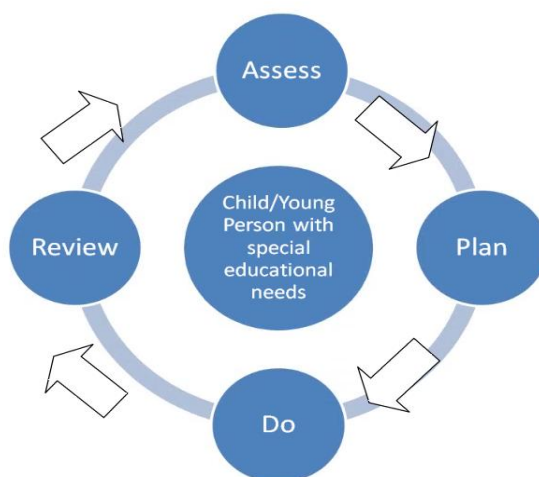 Assess
Child/Young
Person with
special
educational
needs
Review
Plan
Do